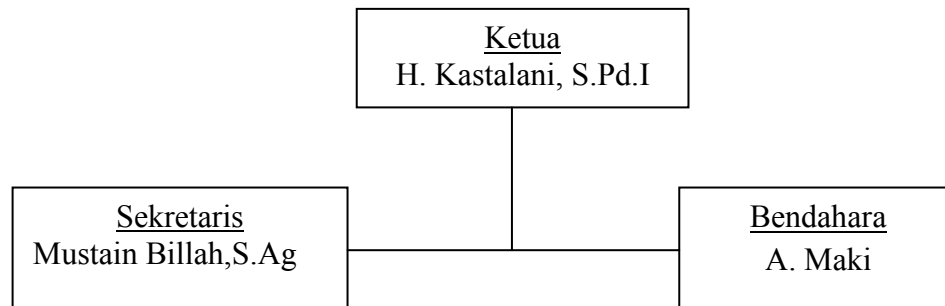 Ketua
H. Kastalani, S.Pd.I
Sekretaris
Mustain Billah,S.Ag
Bendahara
A. Maki